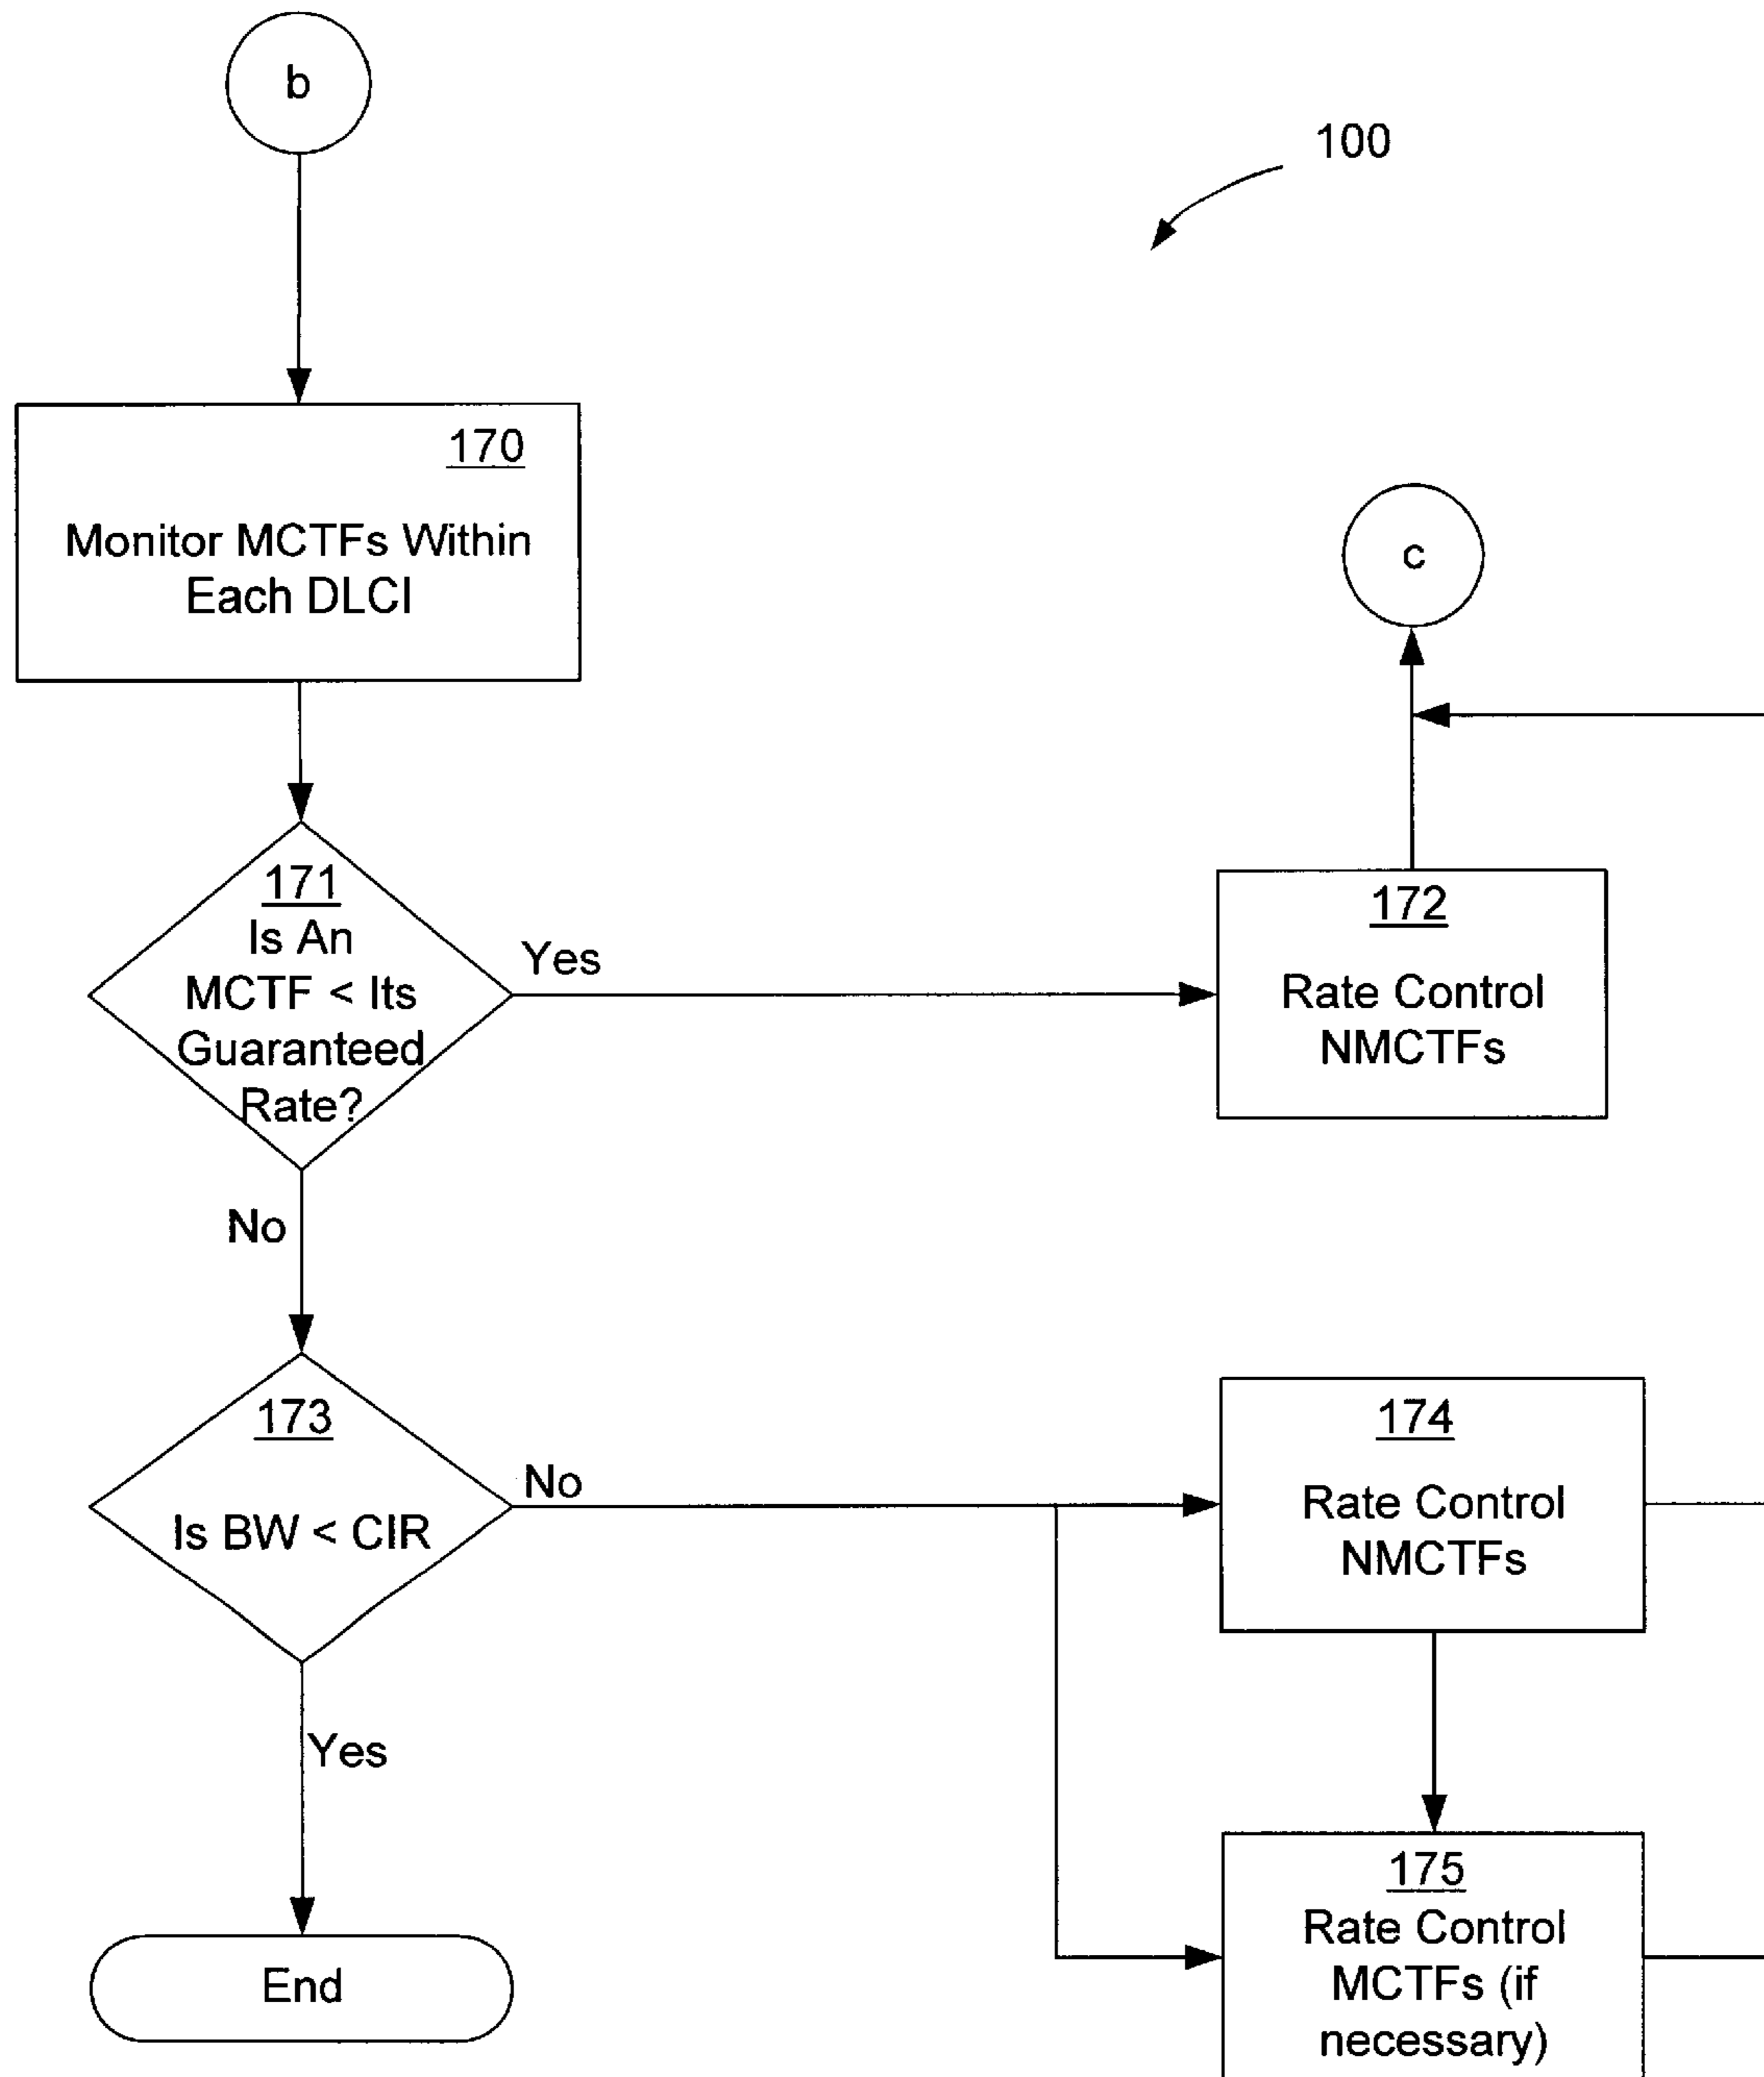 b
100
170
Monitor MCTFs Within
Each DLCI
c
171
Is An
MCTF < Its
Guaranteed
Rate?
Yes
172
Rate Control
NMCTFs
No
173
Is BW < CIR
No
174
Rate Control
NMCTFs
Yes
175
Rate Control
MCTFs (if
necessary)
End